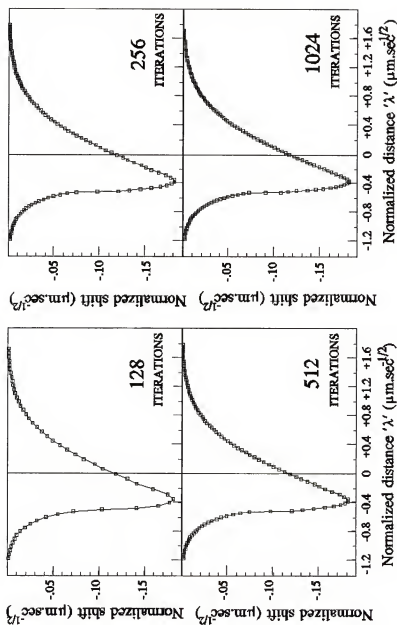 Normalized shift (µm.sec⁻¹/²)
-.05
-.10
-.15
128
ITERATIONS
Normalized shift (µm.sec⁻¹/²)
-.05
-.10
-.15
256
ITERATIONS
Normalized shift (µm.sec⁻¹/²)
-.05
-.10
-.15
512
ITERATIONS
-1.2 -0.8 -0.4 0 +0.4 +0.8 +1.2 +1.6
Normalized distance 'λ' (µm.sec⁻¹/²)
Normalized shift (µm.sec⁻¹/²)
-.05
-.10
-.15
1024
ITERATIONS
-1.2 -0.8 -0.4 0 +0.4 +0.8 +1.2 +1.6
Normalized distance 'λ' (µm.sec⁻¹/²)